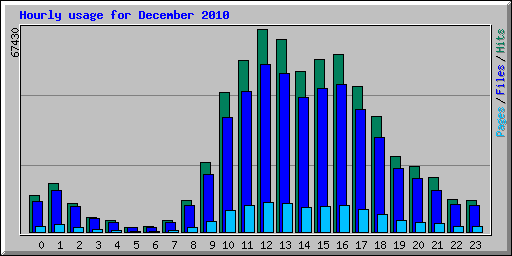 Hourly usage for December 2010
67430
Pages/Files/Hits
0 1 2 3 4 5 6 7 8 9 10 11 12 13 14 15 16 17 18 19 20 21 22 23